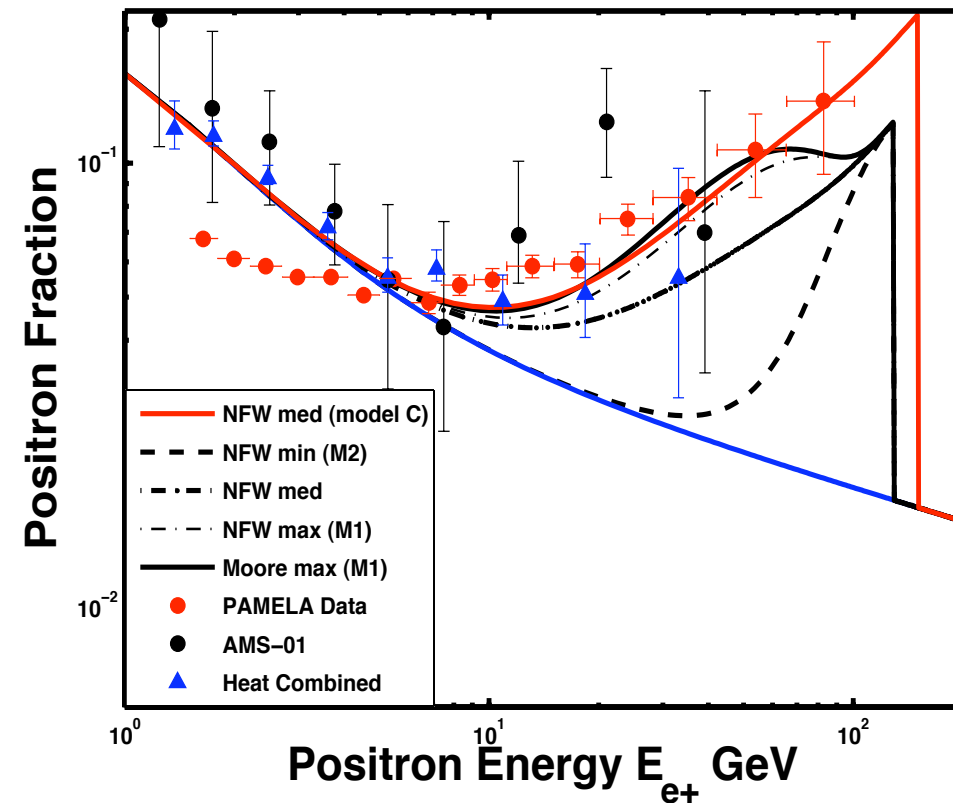 Positron Fraction
10^-1
10^-2
NFW med (model C)
NFW min (M2)
NFW med
NFW max (M1)
Moore max (M1)
PAMELA Data
AMS−01
Heat Combined
10^0
10^1
10^2
Positron Energy E_e+ GeV